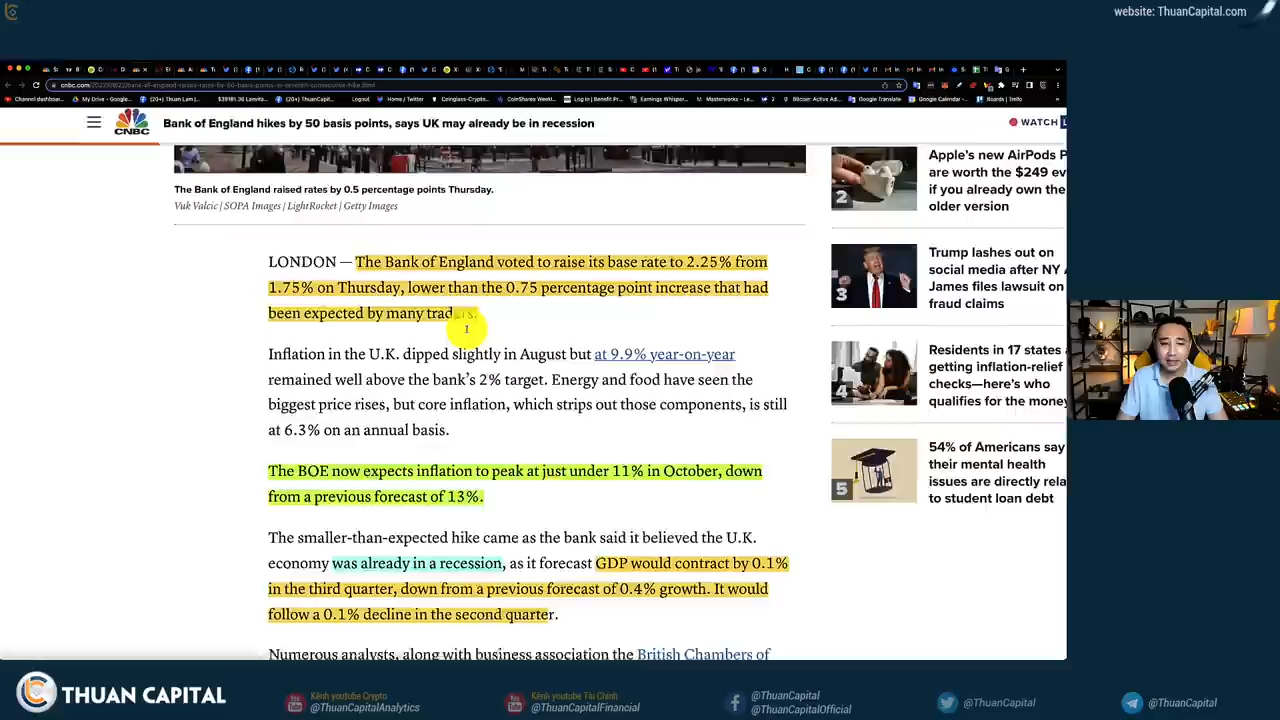 website: ThuanCapital.com
Bank of England hikes by 50 basis points, says UK may already be in recession
WATCH
CNBC
The Bank of England raised rates by 0.5 percentage points Thursday.
Vuk Valcic | SOPA Images | LightRocket | Getty Images
LONDON — The Bank of England voted to raise its base rate to 2.25% from
1.75% on Thursday, lower than the 0.75 percentage point increase that had
been expected by many traders.
Inflation in the U.K. dipped slightly in August but at 9.9% year-on-year
remained well above the bank's 2% target. Energy and food have seen the
biggest price rises, but core inflation, which strips out those components, is still
at 6.3% on an annual basis.
The BOE now expects inflation to peak at just under 11% in October, down
from a previous forecast of 13%.
The smaller-than-expected hike came as the bank said it believed the U.K.
economy was already in a recession, as it forecast GDP would contract by 0.1%
in the third quarter, down from a previous forecast of 0.4% growth. It would
follow a 0.1% decline in the second quarter.
Numerous analysts, along with business association the British Chambers of
2
Apple's new AirPods P
are worth the $249 ev
if you already own the
older version
3
Trump lashes out on
social media after NY
James files lawsuit on
fraud claims
4
Residents in 17 states
getting inflation-relief
checks—here's who
qualifies for the money
5
54% of Americans say
their mental health
issues are directly rela
to student loan debt
THUAN CAPITAL
Kênh youtube Crypto
@ThuanCapitalAnalytics
Kênh youtube Tài Chính
@ThuanCapitalFinancial
@ThuanCapital
@ThuanCapitalOfficial
@ThuanCapital
@ThuanCapital